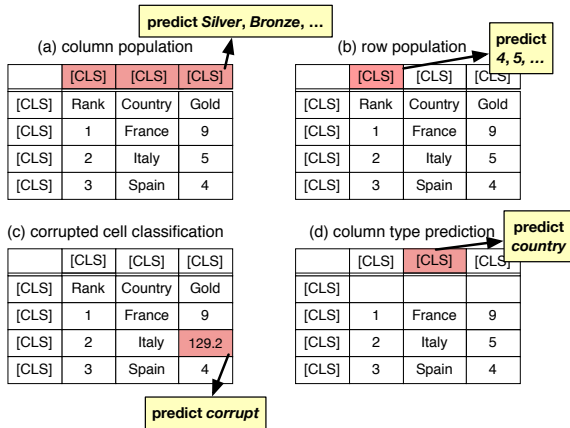 predict Silver, Bronze, ...
(a) column population
[CLS] [CLS] [CLS]
[CLS] Rank Country Gold
[CLS] 1 France 9
[CLS] 2 Italy 5
[CLS] 3 Spain 4
(b) row population
predict
4, 5, ...
[CLS] [CLS] [CLS]
[CLS] Rank Country Gold
[CLS] 1 France 9
[CLS] 2 Italy 5
[CLS] 3 Spain 4
(c) corrupted cell classification
[CLS] [CLS] [CLS]
[CLS] Rank Country Gold
[CLS] 1 France 9
[CLS] 2 Italy 129.2
[CLS] 3 Spain 4
predict corrupt
(d) column type prediction
predict
country
[CLS] [CLS] [CLS]
[CLS]
[CLS] 1 France 9
[CLS] 2 Italy 5
[CLS] 3 Spain 4